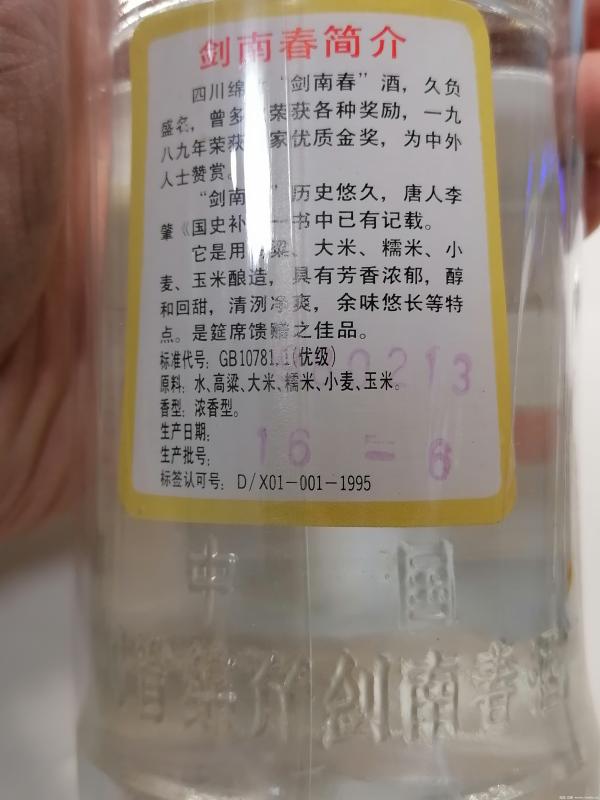 剑南春简介
四川绵 "剑南春"酒，久负
盛名，曾多 荣获各种奖励，一九
八九年荣获 家优质金奖，为中外
人士赞赏。
"剑南 "历史悠久，唐人李
肇《国史补 一书中已有记载。
它是用 粱、大米、糯米、小
麦、玉米酿造，具有芳香浓郁，醇
和回甜，清洌净爽，余味悠长等特
点。是筵席馈赠之佳品。
标准代号：GB10781.1(优级)
0213
原料：水、高粱、大米、糯米、小麦、玉米。
香型：浓香型。
生产日期：
16 = 6
生产批号：
标签认可号：D/X01-001-1995
中国
剑南春